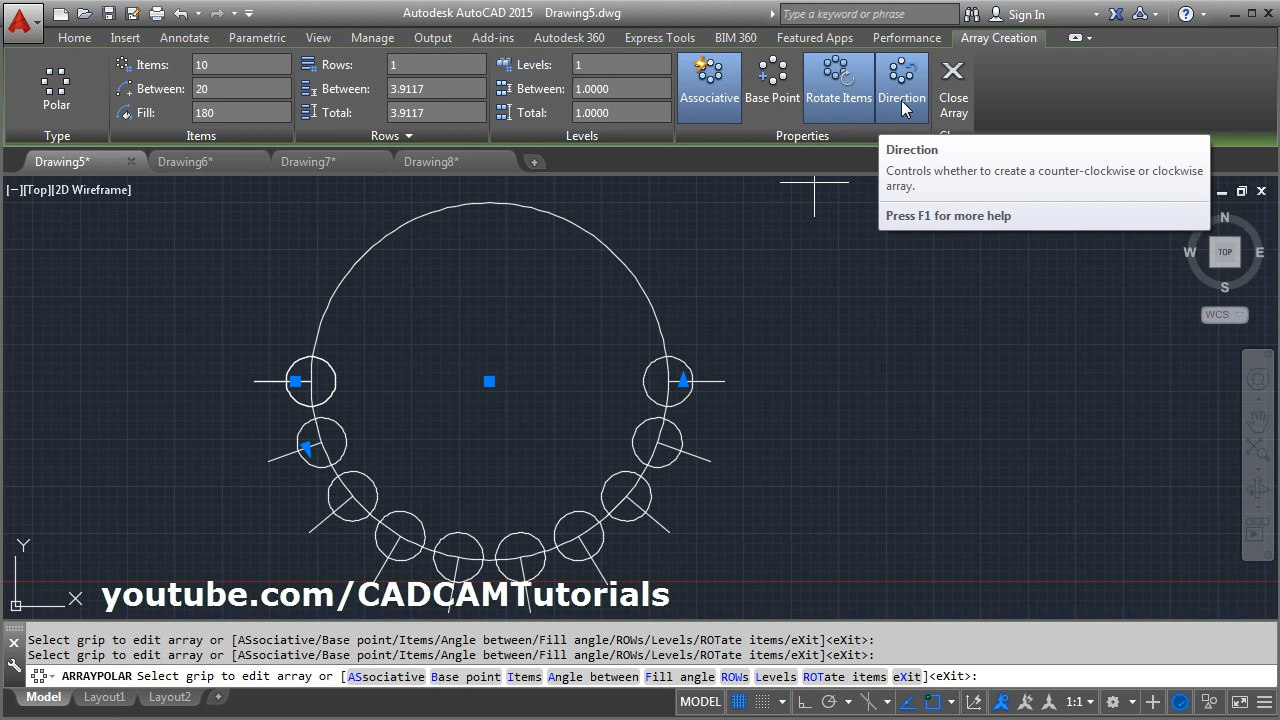 Autodesk AutoCAD 2015 Drawing5.dwg
Type a keyword or phrase
Sign In
Home Insert Annotate Parametric View Manage Output Add-ins Autodesk 360 Express Tools BIM 360 Featured Apps Performance Array Creation
Polar
Items: 10
Between: 20
Fill: 180
Rows: 1
Between: 3.9117
Total: 3.9117
Levels: 1
Between: 1.0000
Total: 1.0000
Associative
Base Point
Rotate Items
Direction
Close
Array
Type Items Rows Levels Properties
Drawing5* Drawing6* Drawing7* Drawing8*
Direction
Controls whether to create a counter-clockwise or clockwise
array.
Press F1 for more help
[−][Top][2D Wireframe]
N
W TOP E
S
WCS
Y
X
youtube.com/CADCAMTutorials
Select grip to edit array or [ASsociative/Base point/Items/Angle between/Fill angle/ROWs/Levels/ROTate items/eXit]<eXit>:
Select grip to edit array or [ASsociative/Base point/Items/Angle between/Fill angle/ROWs/Levels/ROTate items/eXit]<eXit>:
ARRAYPOLAR Select grip to edit array or [ASsociative Base point Items Angle between Fill angle ROWs Levels ROTate items eXit]<eXit>:
Model Layout1 Layout2
MODEL
1:1